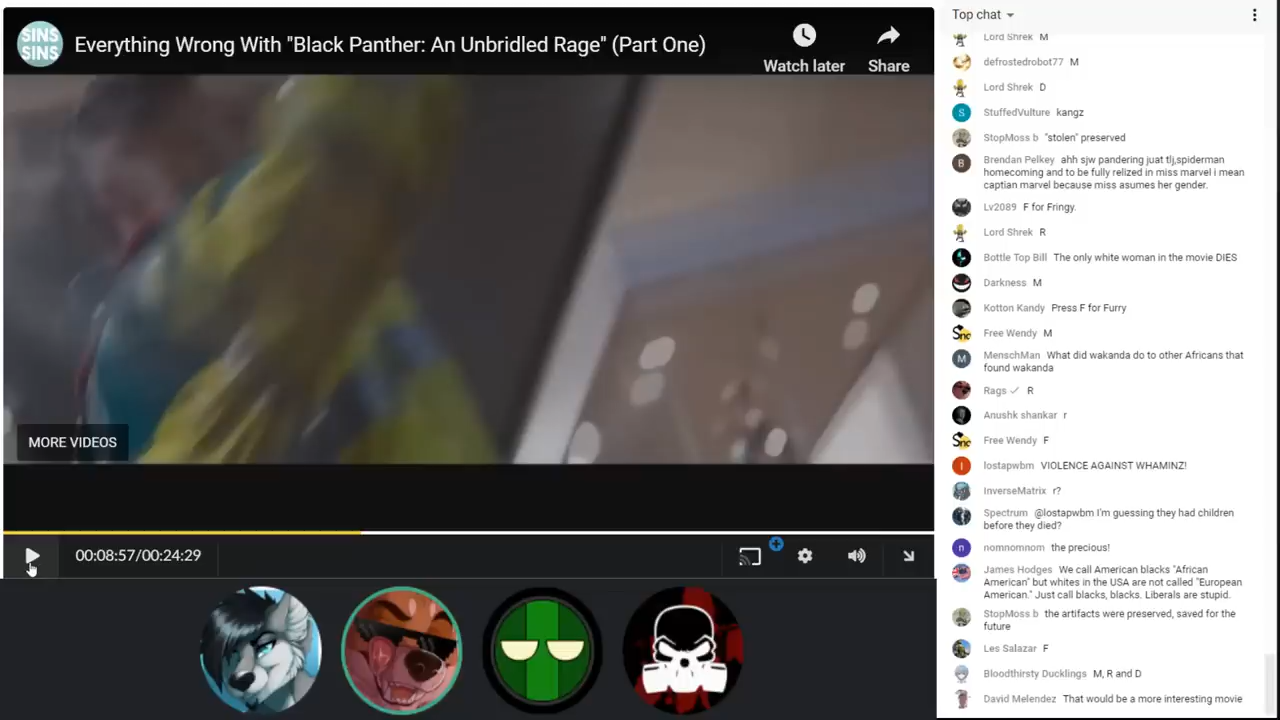 SINS
SINS
Everything Wrong With "Black Panther: An Unbridled Rage" (Part One)
Watch later
Share
MORE VIDEOS
00:08:57/00:24:29
Top chat
Lord Shrek M
defrostedrobot77 M
Lord Shrek D
S
StuffedVulture kangz
StopMoss b "stolen" preserved
B
Brendan Pelkey ahh sjw pandering juat tlj,spiderman
homecoming and to be fully relized in miss marvel i mean
captian marvel because miss asumes her gender.
Lv2089 F for Fringy.
Lord Shrek R
Bottle Top Bill The only white woman in the movie DIES
Darkness M
Kotton Kandy Press F for Furry
Free Wendy M
M
MenschMan What did wakanda do to other Africans that
found wakanda
Rags R
Anushk shankar r
Free Wendy F
l
lostapwbm VIOLENCE AGAINST WHAMINZ!
InverseMatrix r?
Spectrum @lostapwbm I'm guessing they had children
before they died?
n
nomnomnom the precious!
James Hodges We call American blacks "African
American" but whites in the USA are not called "European
American." Just call blacks, blacks. Liberals are stupid.
StopMoss b the artifacts were preserved, saved for the
future
Les Salazar F
Bloodthirsty Ducklings M, R and D
David Melendez That would be a more interesting movie